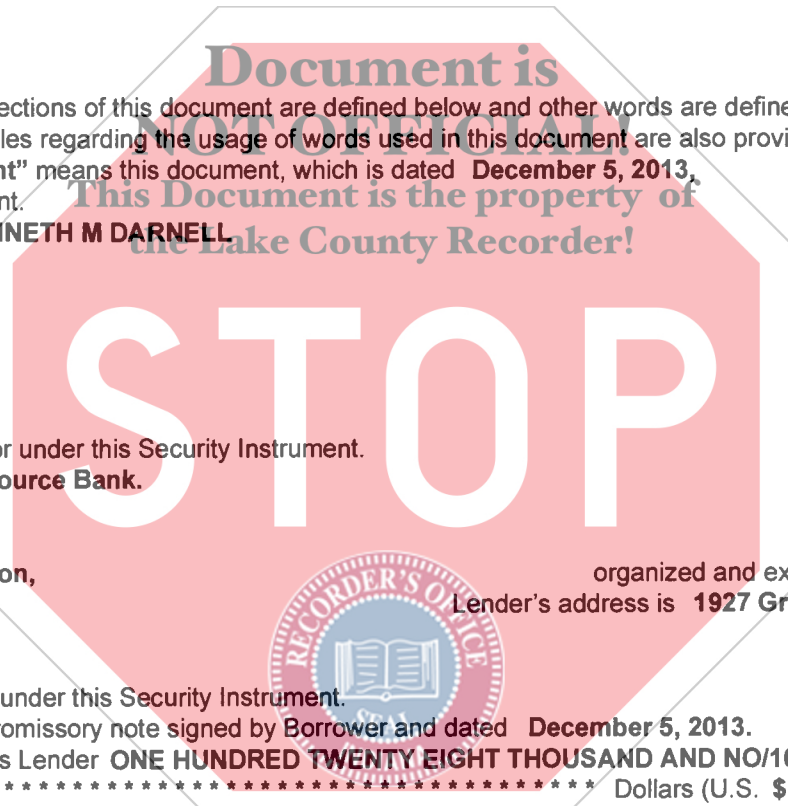 Document is
ections of this document are defined below and other words are define
les regarding the usage of words used in this document are also provi
NOT OFFICIAL!
nt” means this document, which is dated December 5, 2013,
This Document is the property of
nt.
NNETH M DARNELL
the Lake County Recorder!
STOP
or under this Security Instrument.
ource Bank.
on,
organized and ex
Lender's address is 1927 Gr
RECORDER'S OFFICE
SEAL
under this Security Instrument.
romissory note signed by Borrower and dated December 5, 2013.
s Lender ONE HUNDRED TWENTY EIGHT THOUSAND AND NO/10
* * * * * * * * * * * * * * * * * * * * * * * * * * * * * * * * * * * Dollars (U.S. $